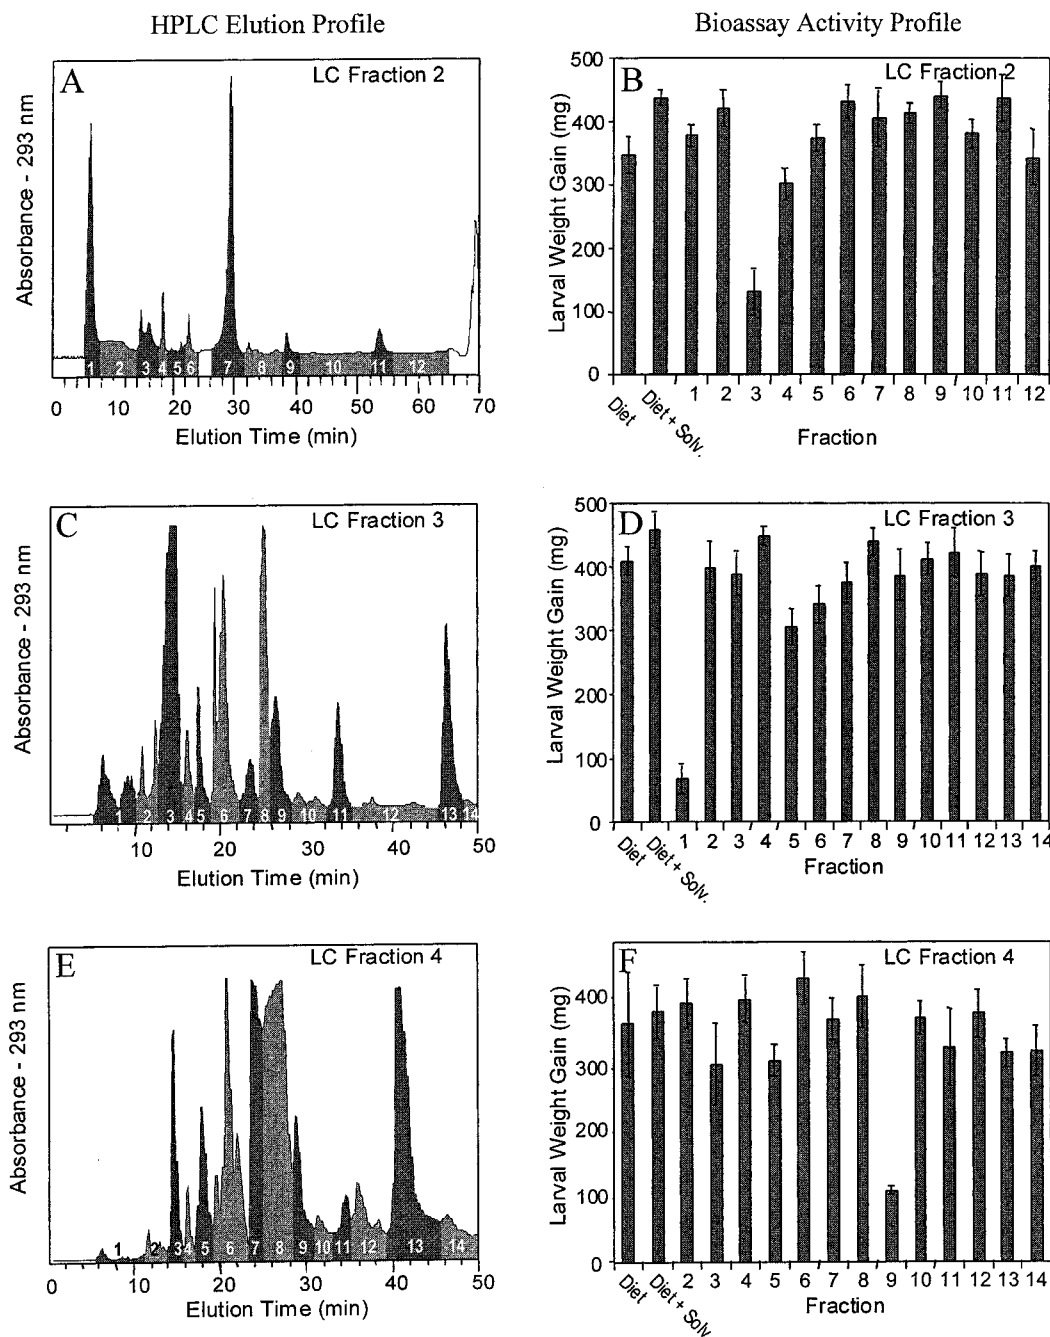 HPLC Elution Profile
Bioassay Activity Profile
A
LC Fraction 2
Absorbance - 293 nm
1 2 3 4 5 6 7 8 9 10 11 12
0 10 20 30 40 50 60 70
Elution Time (min)
B
LC Fraction 2
Larval Weight Gain (mg)
500
400
300
200
100
0
Diet Diet + Solv. 1 2 3 4 5 6 7 8 9 10 11 12
Fraction
C
LC Fraction 3
Absorbance - 293 nm
1 2 3 4 5 6 7 8 9 10 11 12 13 14
10 20 30 40 50
Elution Time (min)
D
LC Fraction 3
Larval Weight Gain (mg)
500
400
300
200
100
0
Diet Diet + Solv. 1 2 3 4 5 6 7 8 9 10 11 12 13 14
Fraction
E
LC Fraction 4
Absorbance - 293 nm
1 2 3 4 5 6 7 8 9 10 11 12 13 14
0 10 20 30 40 50
Elution Time (min)
F
LC Fraction 4
Larval Weight Gain (mg)
400
300
200
100
0
Diet Diet + Solv 2 3 4 5 6 7 8 9 10 11 12 13 14
Fraction